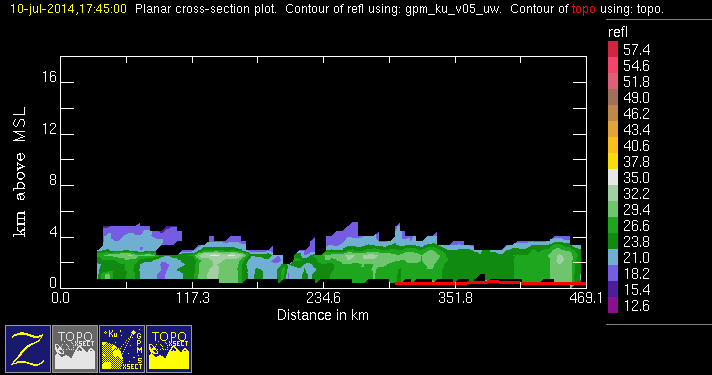 10-jul-2014,17:45:00 Planar cross-section plot. Contour of refl using: gpm_ku_v05_uw. Contour of topo using: topo.
refl
57.4
54.6
51.8
49.0
46.2
43.4
40.6
37.8
35.0
32.2
29.4
26.6
23.8
21.0
18.2
15.4
12.6
km above MSL
16
12
8
4
0
0.0 117.3 234.6 351.8 469.1
Distance in km
Z
TOPO XSECT
"Ku" GPM XSECT
TOPO XSECT